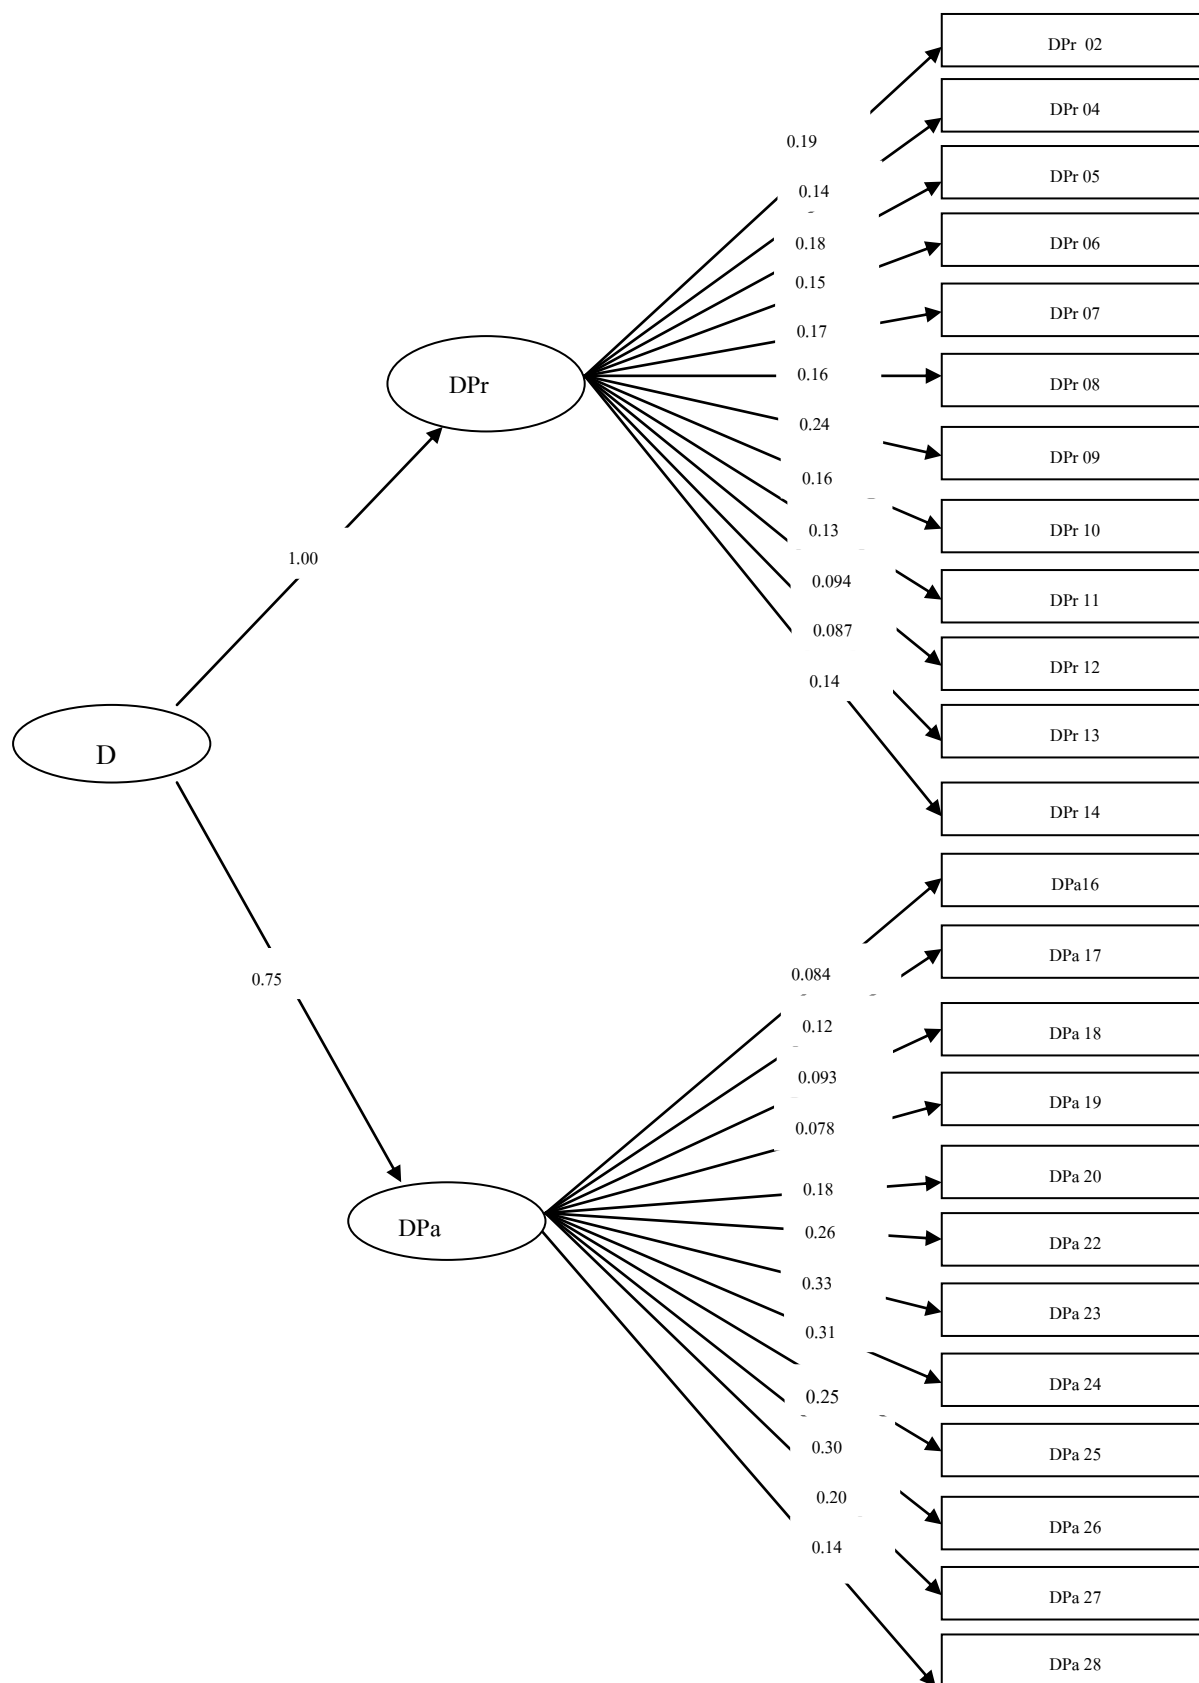 DPr 02
DPr 04
0.19
DPr 05
0.14
DPr 06
0.18
0.15
DPr 07
0.17
0.16
DPr
DPr 08
0.24
DPr 09
0.16
0.13
DPr 10
1.00
0.094
DPr 11
0.087
DPr 12
0.14
DPr 13
D
DPr 14
DPa16
DPa 17
0.75
0.084
0.12
DPa 18
0.093
DPa 19
0.078
DPa 20
0.18
DPa
0.26
DPa 22
0.33
DPa 23
0.31
DPa 24
0.25
0.30
DPa 25
0.20
DPa 26
0.14
DPa 27
DPa 28